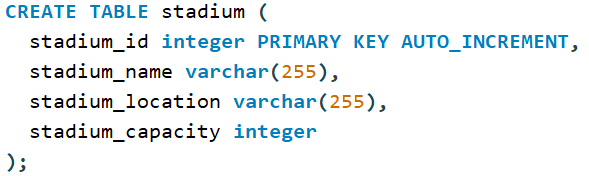 CREATE TABLE stadium (
  stadium_id integer PRIMARY KEY AUTO_INCREMENT,
  stadium_name varchar(255),
  stadium_location varchar(255),
  stadium_capacity integer
);